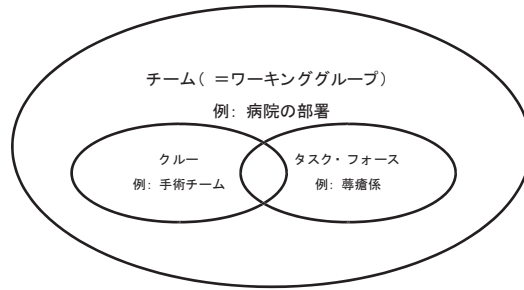 チーム( ＝ワーキンググループ)
例: 病院の部署
クルー
例: 手術チーム
タスク・フォース
例: 蓐瘡係